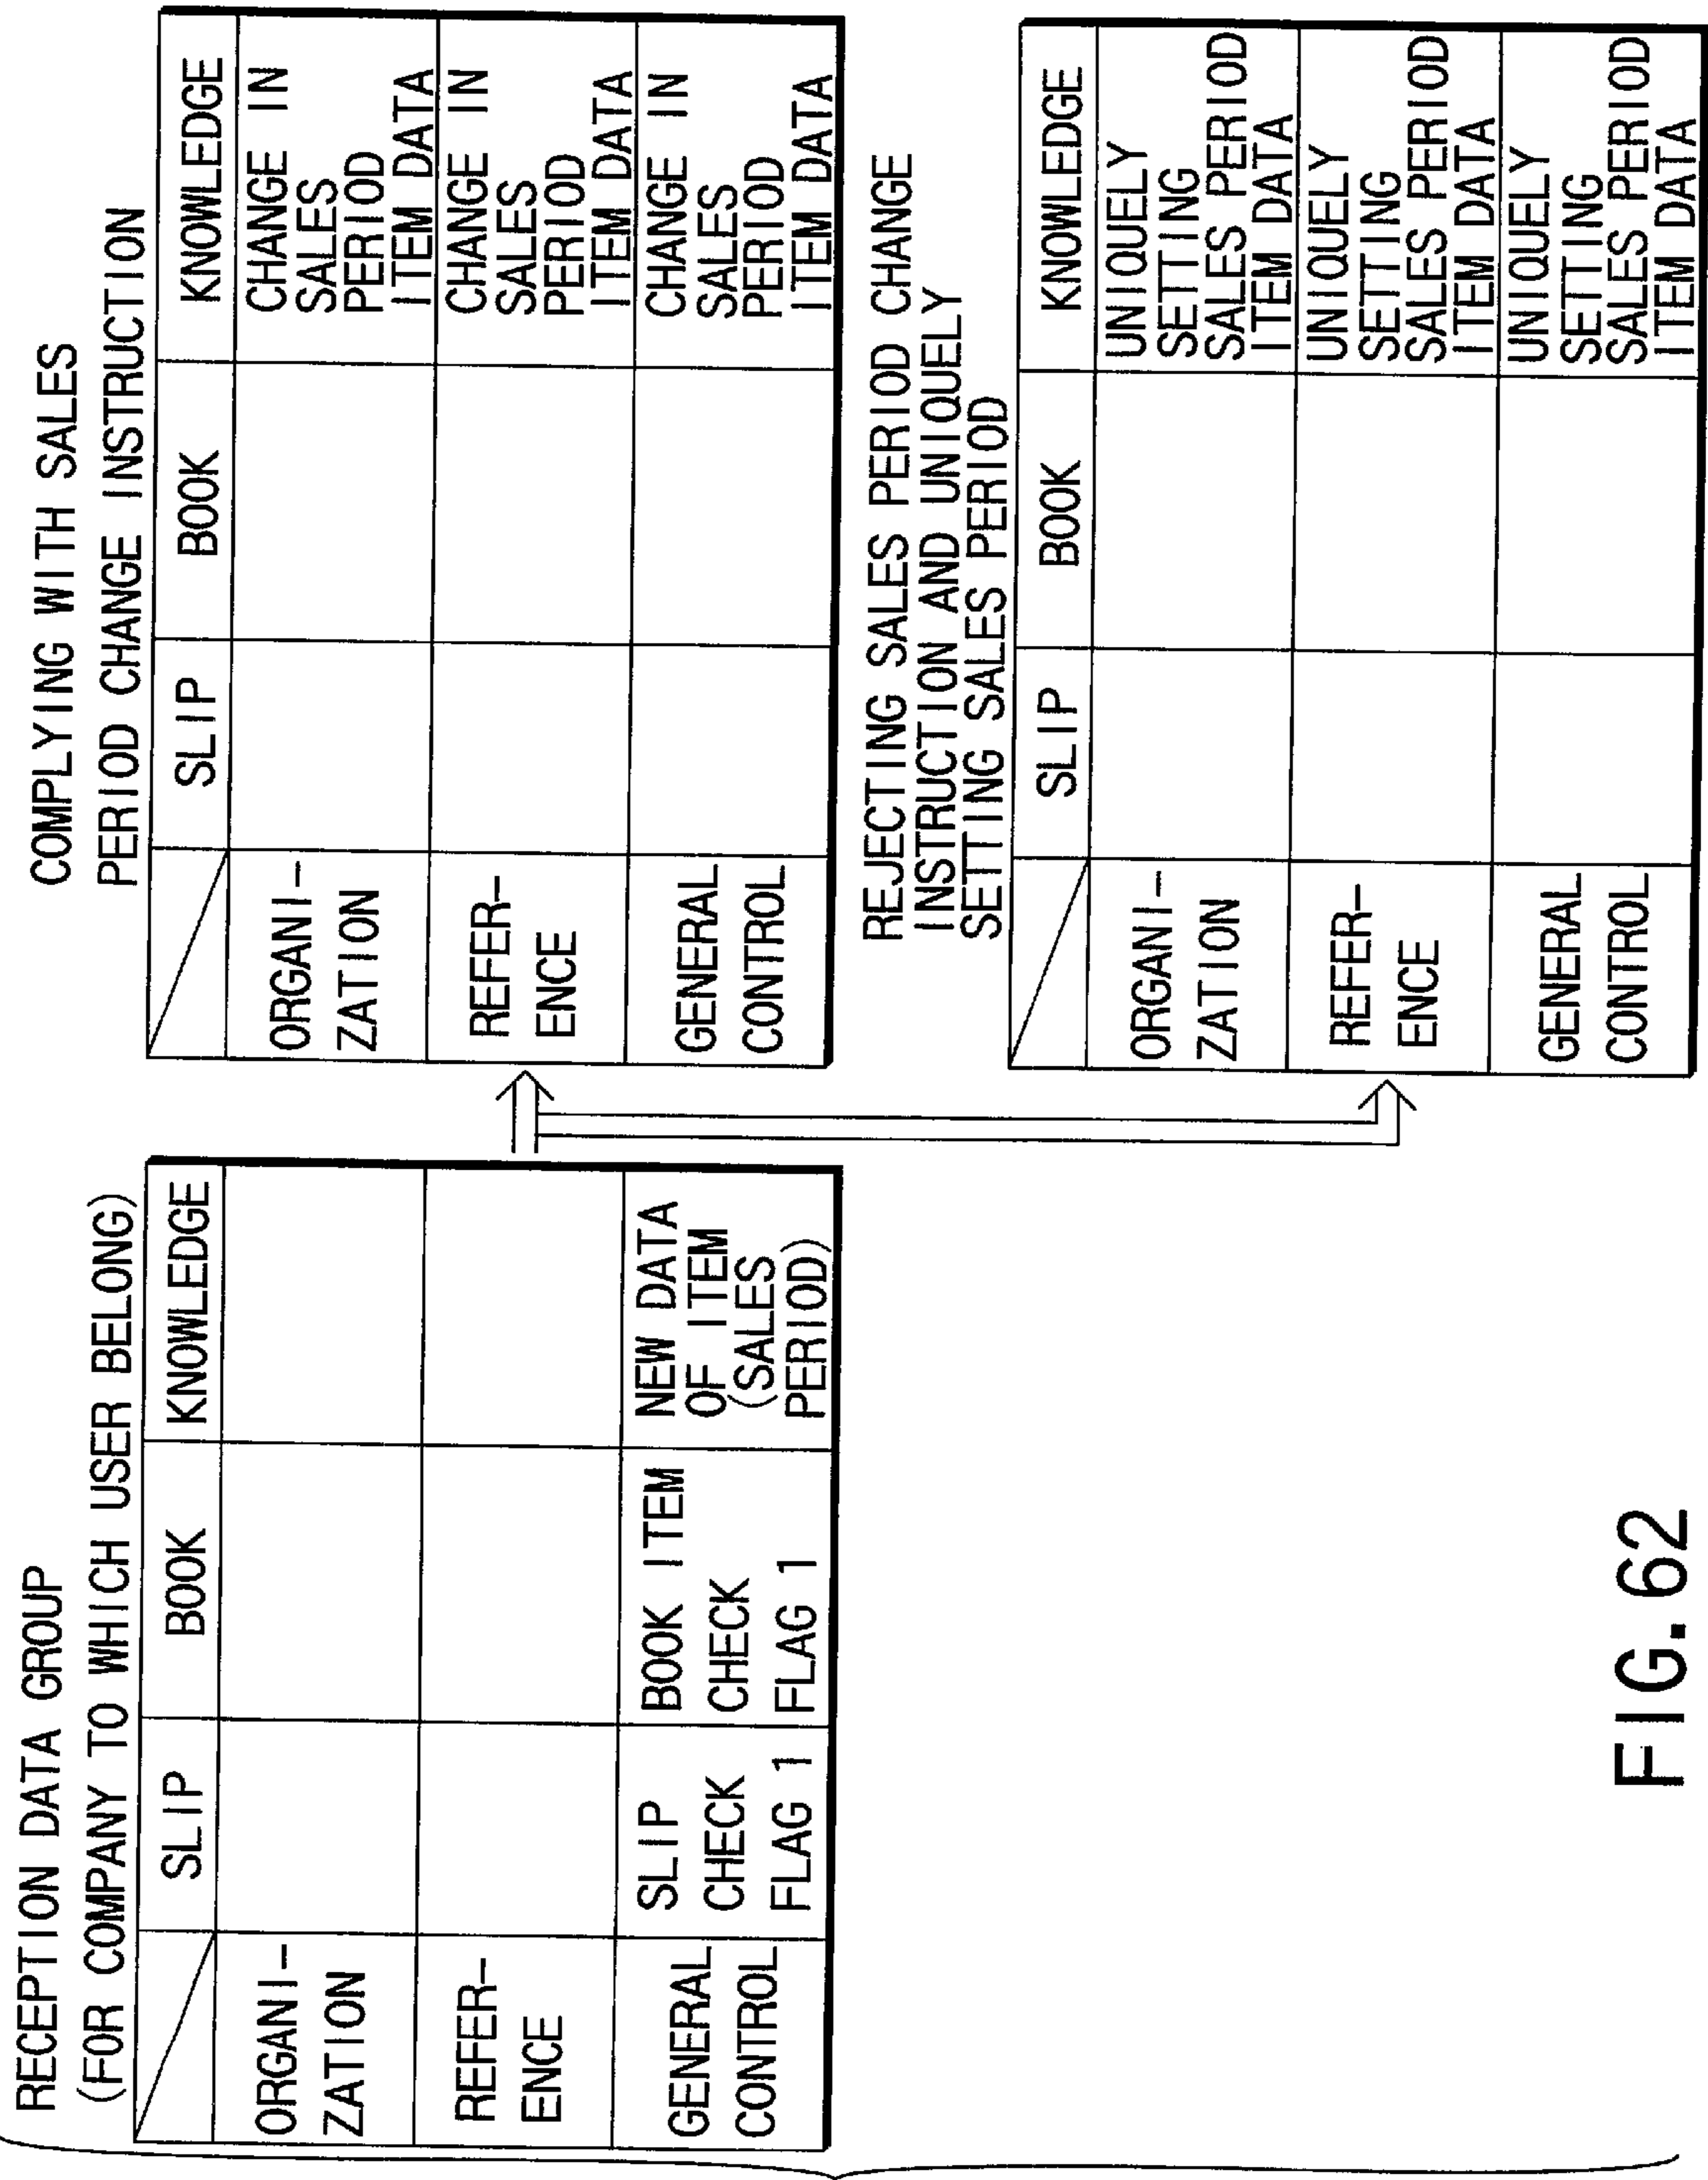 RECEPTION DATA GROUP
(FOR COMPANY TO WHICH USER BELONG)
SLIP
BOOK
KNOWLEDGE
ORGANI-
ZATION
REFER-
ENCE
GENERAL
CONTROL
SLIP
CHECK
FLAG 1
BOOK ITEM
CHECK
FLAG 1
NEW DATA
OF ITEM
(SALES
PERIOD)
COMPLYING WITH SALES
PERIOD CHANGE INSTRUCTION
SLIP
BOOK
KNOWLEDGE
ORGANI-
ZATION
CHANGE IN
SALES
PERIOD
ITEM DATA
REFER-
ENCE
CHANGE IN
SALES
PERIOD
ITEM DATA
GENERAL
CONTROL
CHANGE IN
SALES
PERIOD
ITEM DATA
REJECTING SALES PERIOD CHANGE
INSTRUCTION AND UNIQUELY
SETTING SALES PERIOD
SLIP
BOOK
KNOWLEDGE
ORGANI-
ZATION
UNIQUELY
SETTING
SALES PERIOD
ITEM DATA
REFER-
ENCE
UNIQUELY
SETTING
SALES PERIOD
ITEM DATA
GENERAL
CONTROL
UNIQUELY
SETTING
SALES PERIOD
ITEM DATA
FIG. 62